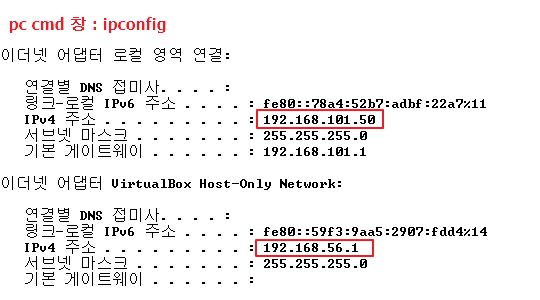 pc cmd 창 : ipconfig
이더넷 어댑터 로컬 영역 연결:
연결별 DNS 접미사. . . . :
링크-로컬 IPv6 주소 . . . . : fe80::78a4:52b7:adbf:22a7%11
IPv4 주소 . . . . . . . . . : 192.168.101.50
서브넷 마스크 . . . . . . . : 255.255.255.0
기본 게이트웨이 . . . . . . : 192.168.101.1
이더넷 어댑터 VirtualBox Host-Only Network:
연결별 DNS 접미사. . . . :
링크-로컬 IPv6 주소 . . . . : fe80::59f3:9aa5:2907:fdd4%14
IPv4 주소 . . . . . . . . . : 192.168.56.1
서브넷 마스크 . . . . . . . : 255.255.255.0
기본 게이트웨이 . . . . . . :